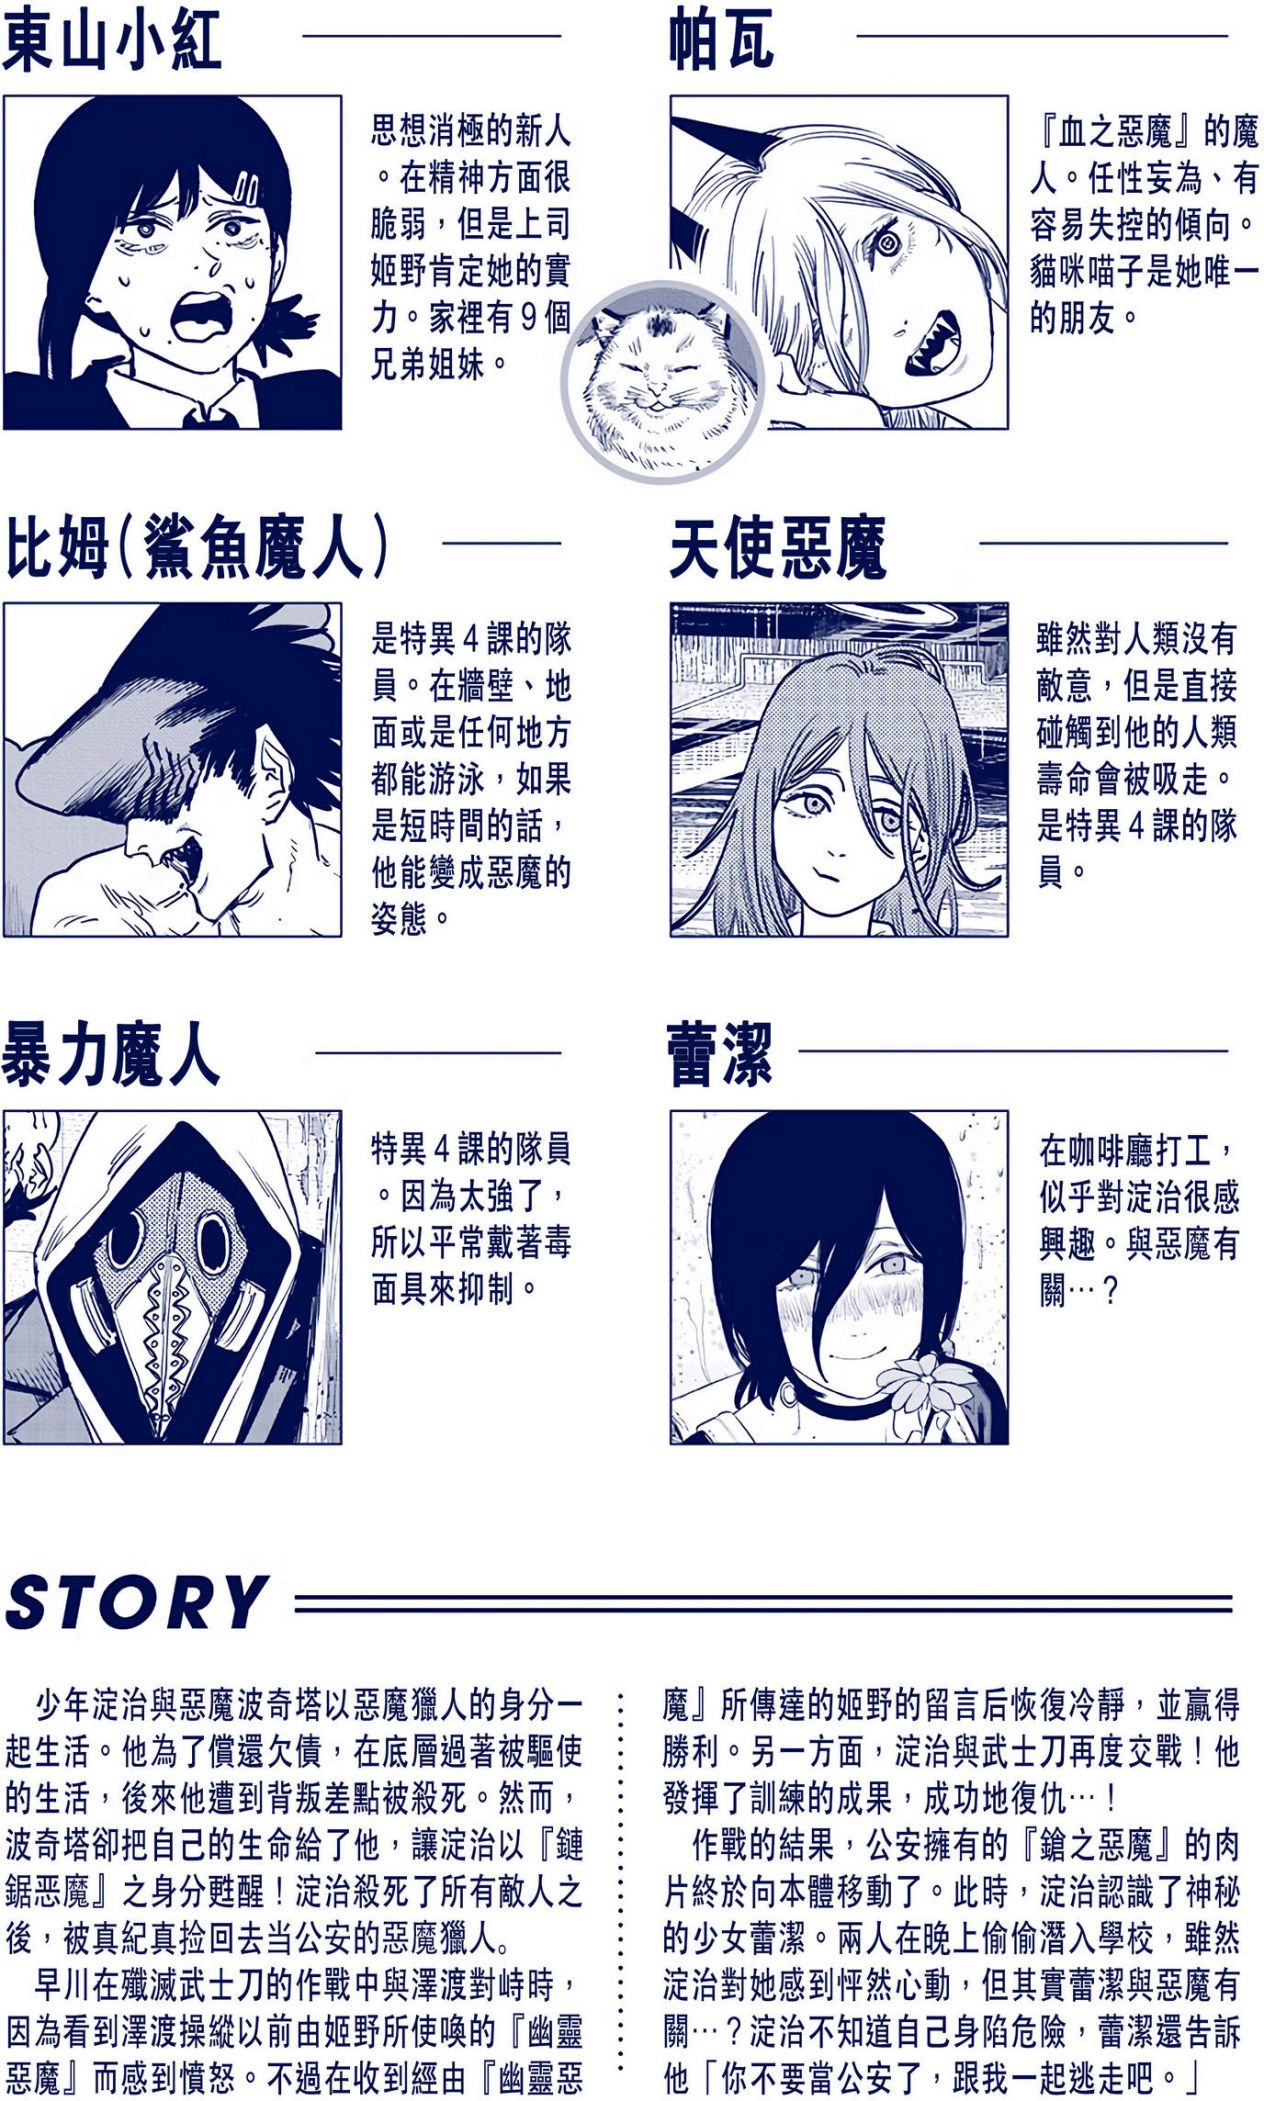 東山小紅
思想消極的新人
。在精神方面很
脆弱，但是上司
姬野肯定她的實
力。家裡有9個
兄弟姐妹。
帕瓦
『血之惡魔』的魔
人。任性妄為、有
容易失控的傾向。
貓咪喵子是她唯一
的朋友。
比姆（鯊魚魔人）
是特異4課的隊
員。在牆壁、地
面或是任何地方
都能游泳，如果
是短時間的話，
他能變成惡魔的
姿態。
天使惡魔
雖然對人類沒有
敵意，但是直接
碰觸到他的人類
壽命會被吸走。
是特異4課的隊
員。
暴力魔人
特異4課的隊員
。因為太強了，
所以平常戴著毒
面具來抑制。
蕾潔
在咖啡廳打工，
似乎對淀治很感
興趣。與惡魔有
關…？
STORY
少年淀治與惡魔波奇塔以惡魔獵人的身分一
起生活。他為了償還欠債，在底層過著被驅使
的生活，後來他遭到背叛差點被殺死。然而，
波奇塔卻把自己的生命給了他，讓淀治以『鏈
鋸恶魔』之身分甦醒！淀治殺死了所有敵人之
後，被真紀真捡回去当公安的惡魔獵人。
早川在殲滅武士刀的作戰中與澤渡對峙時，
因為看到澤渡操縱以前由姬野所使喚的『幽靈
惡魔』而感到憤怒。不過在收到經由『幽靈惡
魔』所傳達的姬野的留言后恢復冷靜，並贏得
勝利。另一方面，淀治與武士刀再度交戰！他
發揮了訓練的成果，成功地復仇…！
作戰的結果，公安擁有的『鎗之惡魔』的肉
片終於向本體移動了。此時，淀治認識了神秘
的少女蕾潔。兩人在晚上偷偷潛入學校，雖然
淀治對她感到怦然心動，但其實蕾潔與惡魔有
關…？淀治不知道自己身陷危險，蕾潔還告訴
他「你不要當公安了，跟我一起逃走吧。」